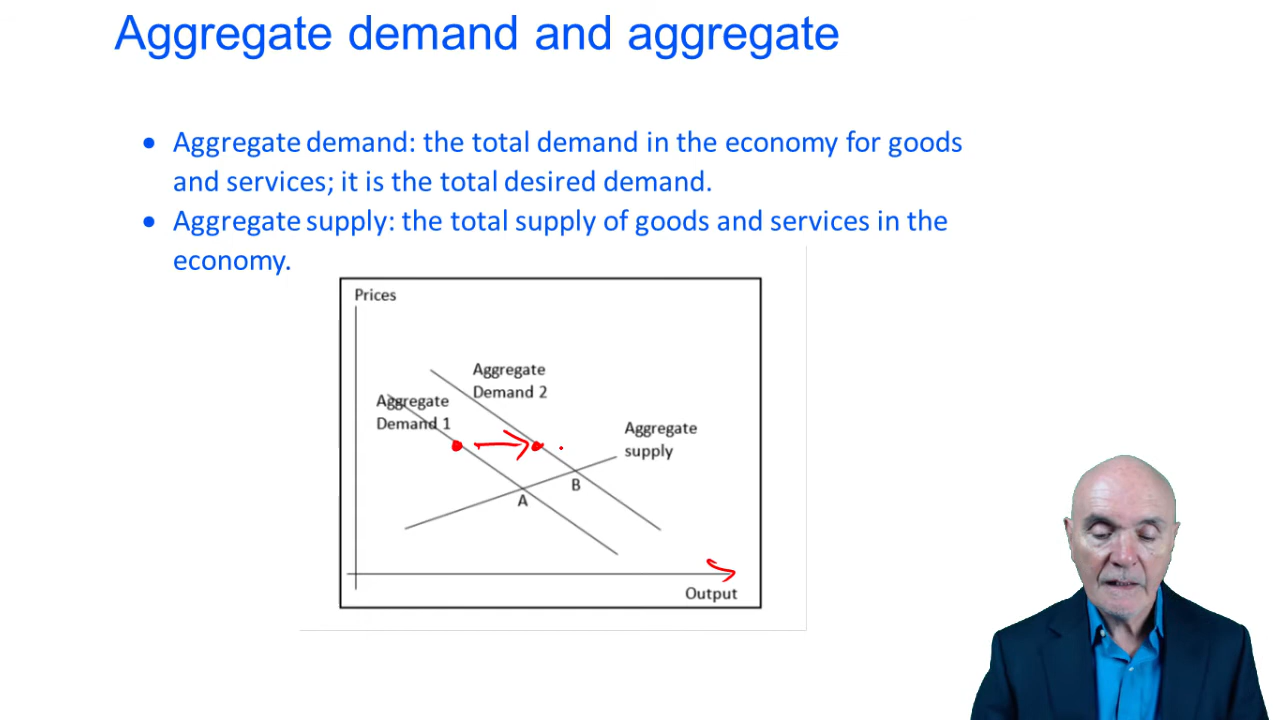 Aggregate demand and aggregate
• Aggregate demand: the total demand in the economy for goods
and services; it is the total desired demand.
• Aggregate supply: the total supply of goods and services in the
economy.
Prices
Aggregate
Demand 2
Aggregate
Demand 1
Aggregate
supply
B
A
Output